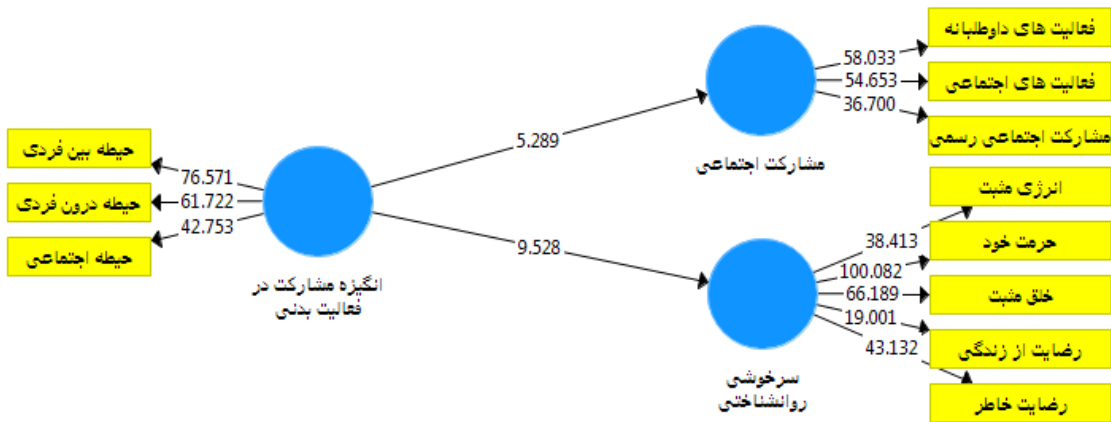 فعالیت های داوطلبانه
58.033
54.653
فعالیت های اجتماعی
36.700
مشارکت اجتماعی رسمی
مشارکت اجتماعی
5.289
حیطه بین فردی
76.571
61.722
حیطه درون فردی
42.753
حیطه اجتماعی
انگیزه مشارکت در
فعالیت بدنی
9.528
انرژی مثبت
38.413
حرمت خود
100.082
66.189
خلق مثبت
19.001
رضایت از زندگی
43.132
رضایت خاطر
سرخوشی
روانشناختی